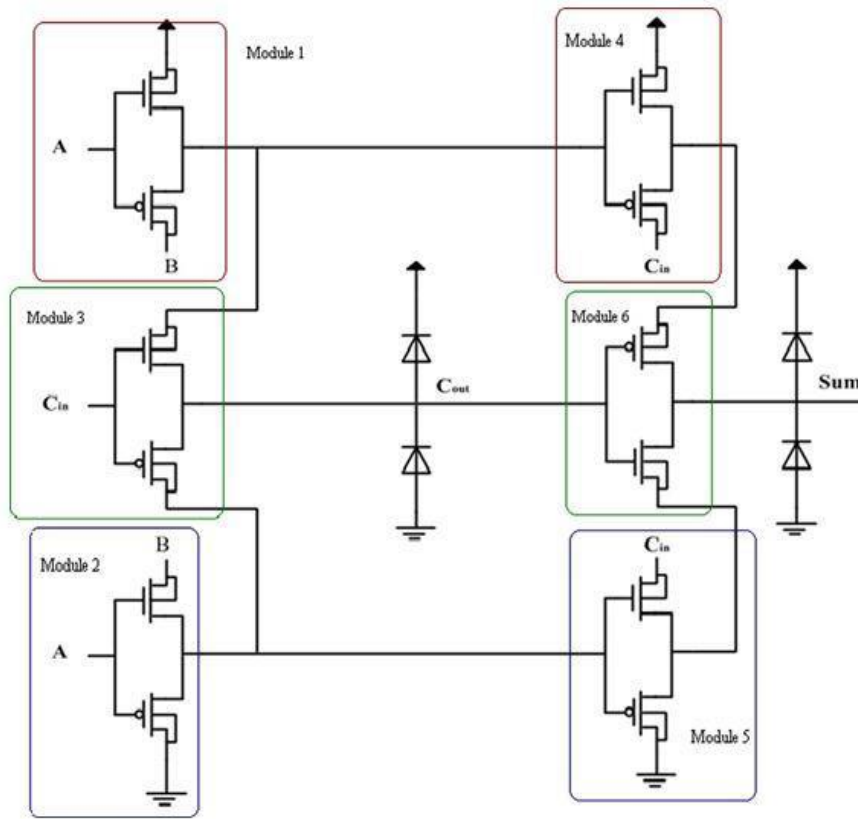 Module 1
A
B
Module 4
Cin
Module 3
Cin
Cout
Module 6
Sum
Module 2
B
A
Cin
Module 5